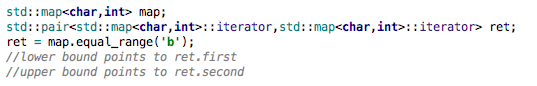 std::map<char,int> map;
std::pair<std::map<char,int>::iterator,std::map<char,int>::iterator> ret;
ret = map.equal_range('b');
//lower bound points to ret.first
//upper bound points to ret.second